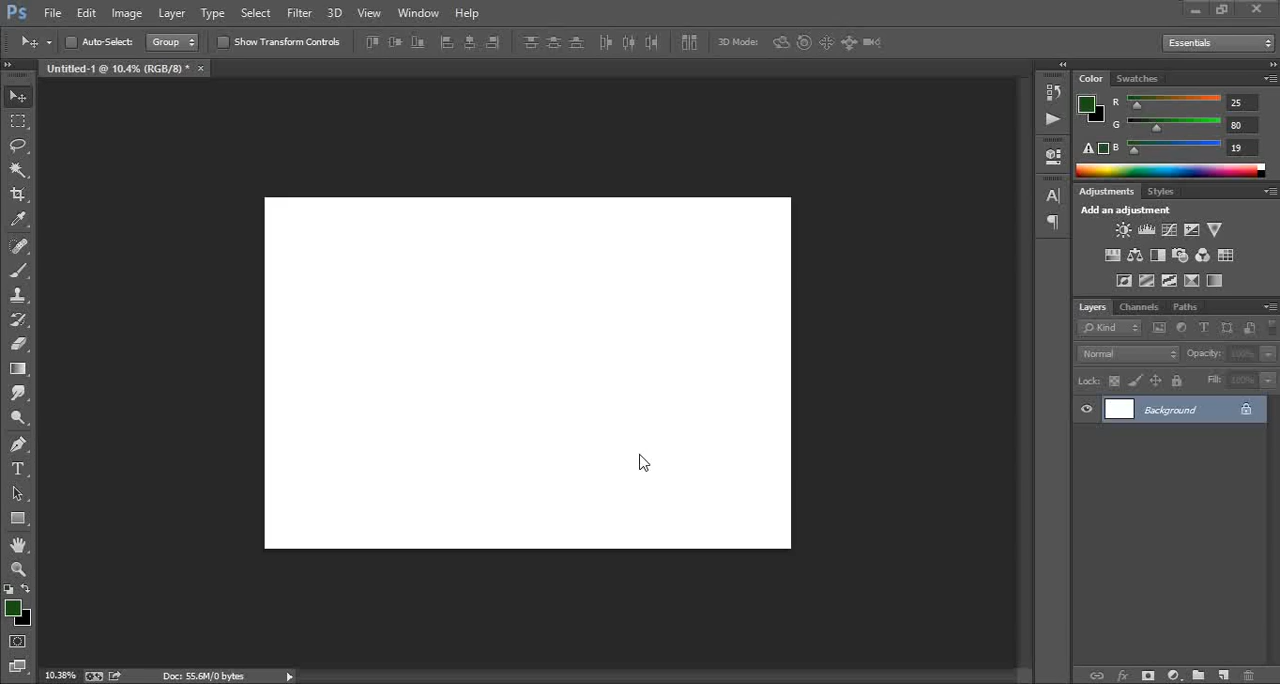 Ps File Edit Image Layer Type Select Filter 3D View Window Help
Auto-Select: Group Show Transform Controls 3D Mode: Essentials
Untitled-1 @ 10.4% (RGB/8) * ×
Color Swatches
R 25
G 80
B 19
Adjustments Styles
Add an adjustment
Layers Channels Paths
Kind
Normal Opacity: 100%
Lock: Fill: 100%
Background
10.38% Doc: 55.6M/0 bytes